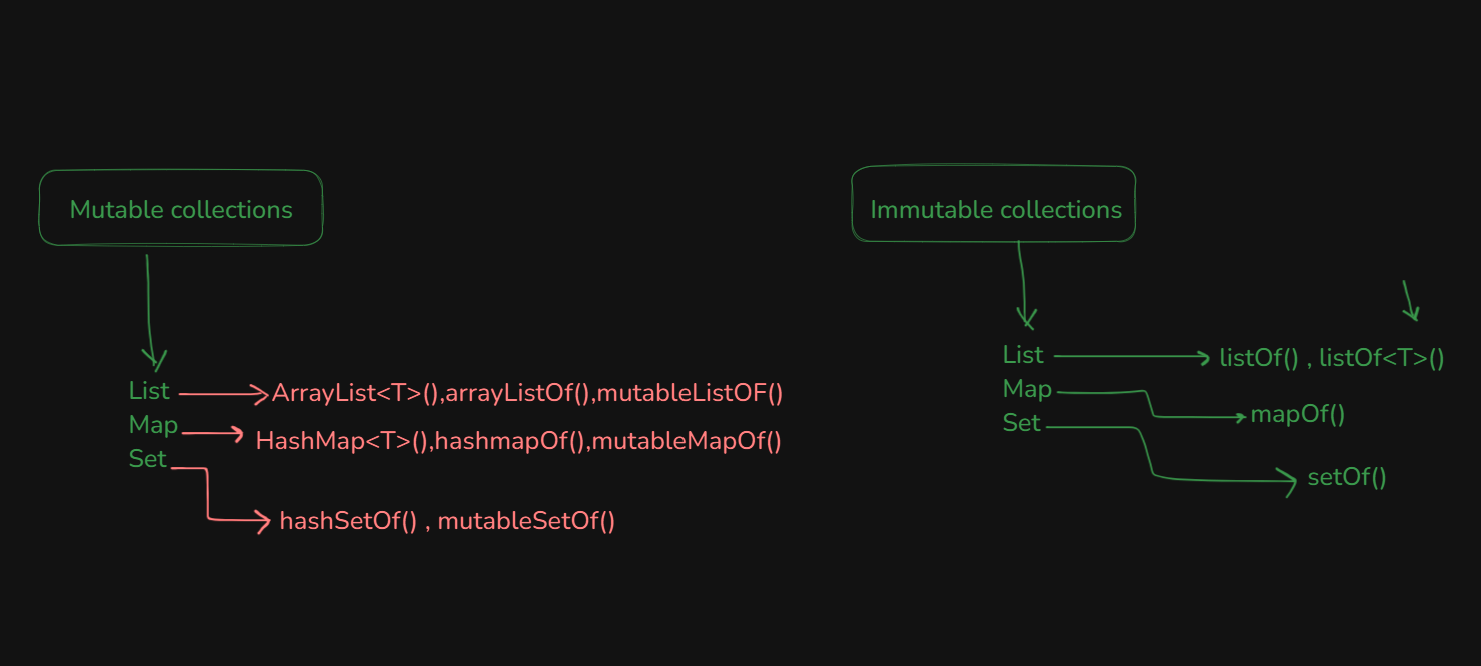 Mutable collections
List
Map
Set
ArrayList<T>(),arrayListOf(),mutableListOF()
HashMap<T>(),hashmapOf(),mutableMapOf()
hashSetOf() , mutableSetOf()
Immutable collections
List
Map
Set
listOf() , listOf<T>()
mapOf()
setOf()